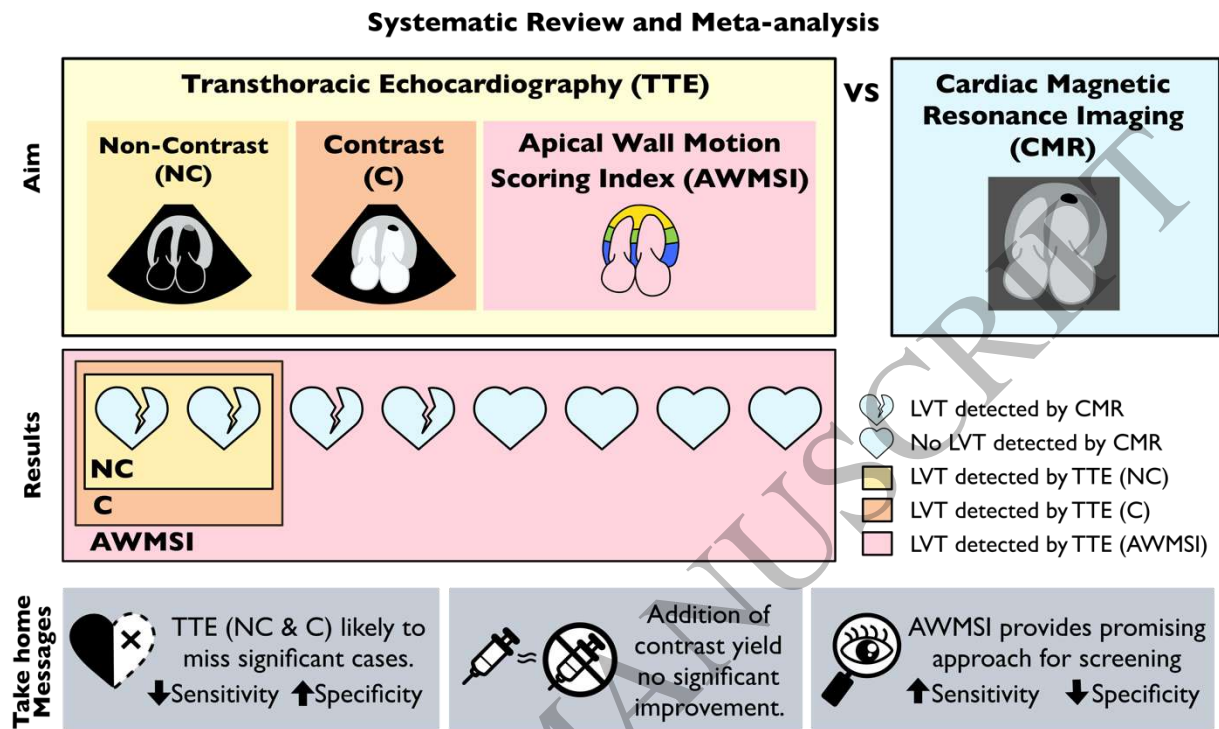 Systematic Review and Meta-analysis
Aim
Transthoracic Echocardiography (TTE)
Non-Contrast
(NC)
Contrast
(C)
Apical Wall Motion
Scoring Index (AWMSI)
VS
Cardiac Magnetic
Resonance Imaging
(CMR)
Results
NC
C
AWMSI
LVT detected by CMR
No LVT detected by CMR
LVT detected by TTE (NC)
LVT detected by TTE (C)
LVT detected by TTE (AWMSI)
Take home
Messages
TTE (NC & C) likely to
miss significant cases.
Sensitivity Specificity
Addition of
contrast yield
no significant
improvement.
AWMSI provides promising
approach for screening
Sensitivity Specificity
MANUSCRIPT